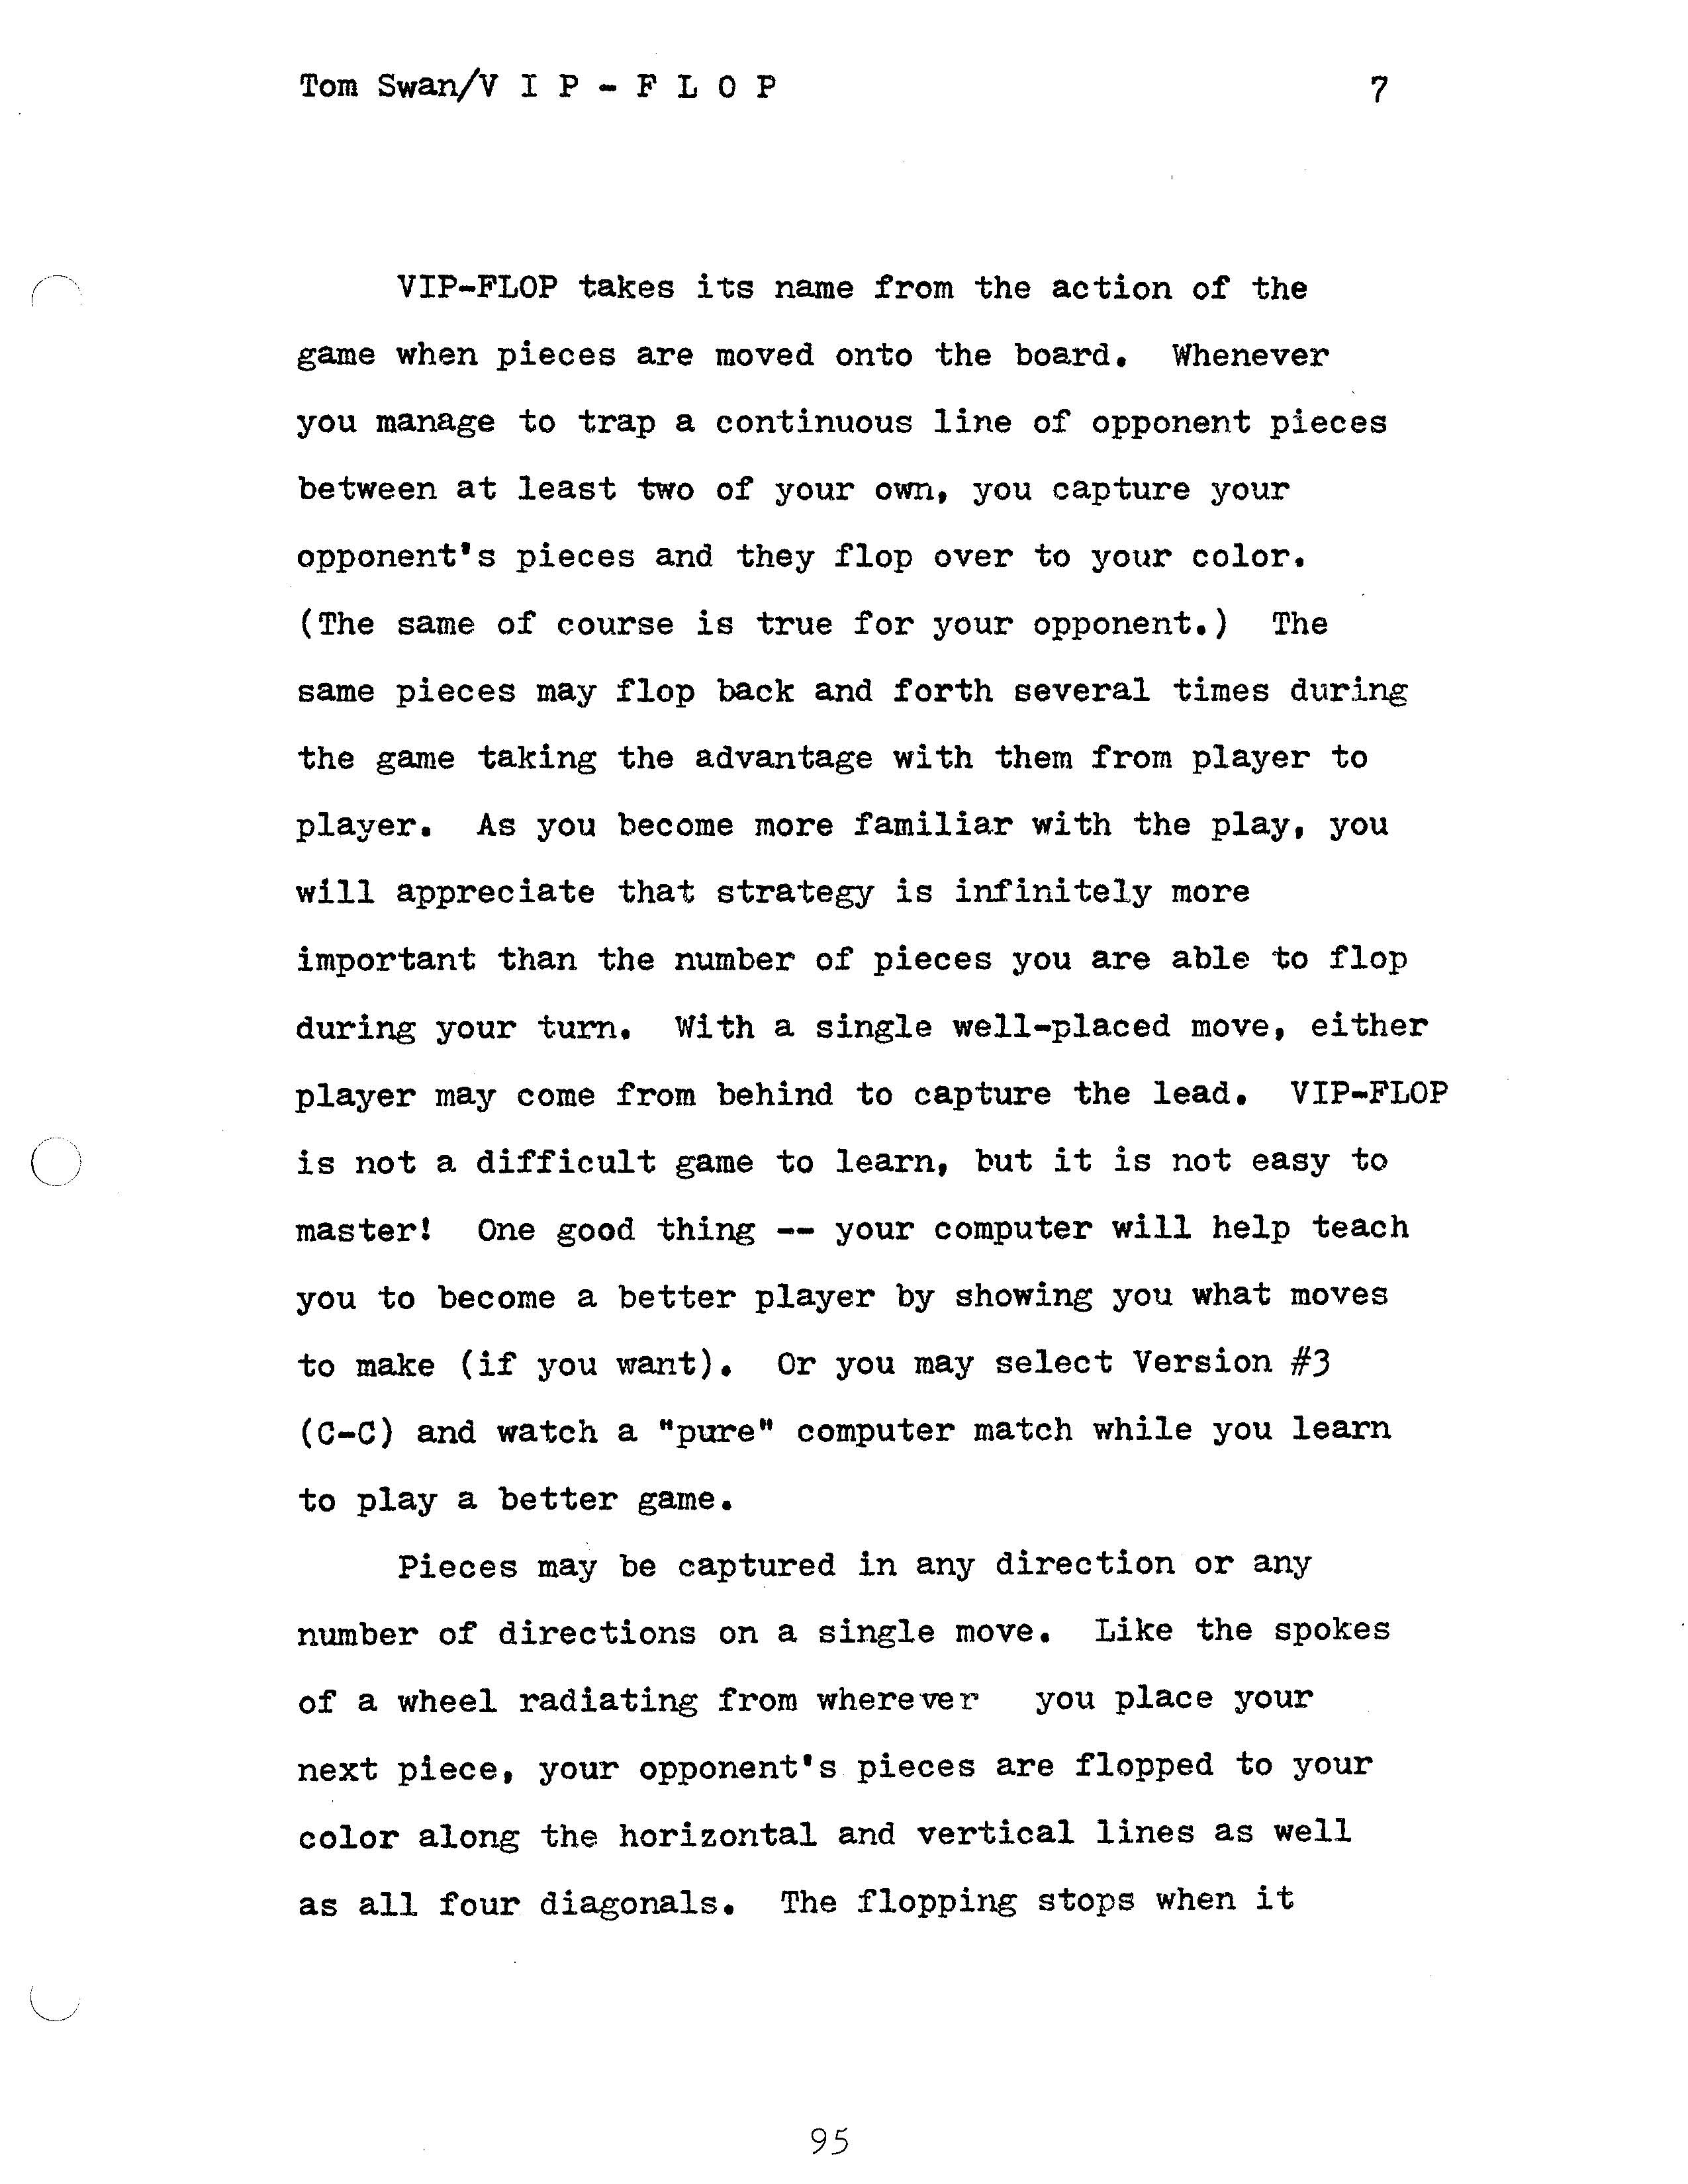 Tom Swan/V I P - F L O P 7
VIP-FLOP takes its name from the action of the
game when pieces are moved onto the board. Whenever
you manage to trap a continuous line of opponent pieces
between at least two of your own, you capture your
opponent's pieces and they flop over to your color.
(The same of course is true for your opponent.) The
same pieces may flop back and forth several times during
the game taking the advantage with them from player to
player. As you become more familiar with the play, you
will appreciate that strategy is infinitely more
important than the number of pieces you are able to flop
during your turn. With a single well-placed move, either
player may come from behind to capture the lead. VIP-FLOP
is not a difficult game to learn, but it is not easy to
master! One good thing -- your computer will help teach
you to become a better player by showing you what moves
to make (if you want). Or you may select Version #3
(C-C) and watch a "pure" computer match while you learn
to play a better game.
Pieces may be captured in any direction or any
number of directions on a single move. Like the spokes
of a wheel radiating from wherever you place your
next piece, your opponent's pieces are flopped to your
color along the horizontal and vertical lines as well
as all four diagonals. The flopping stops when it
95